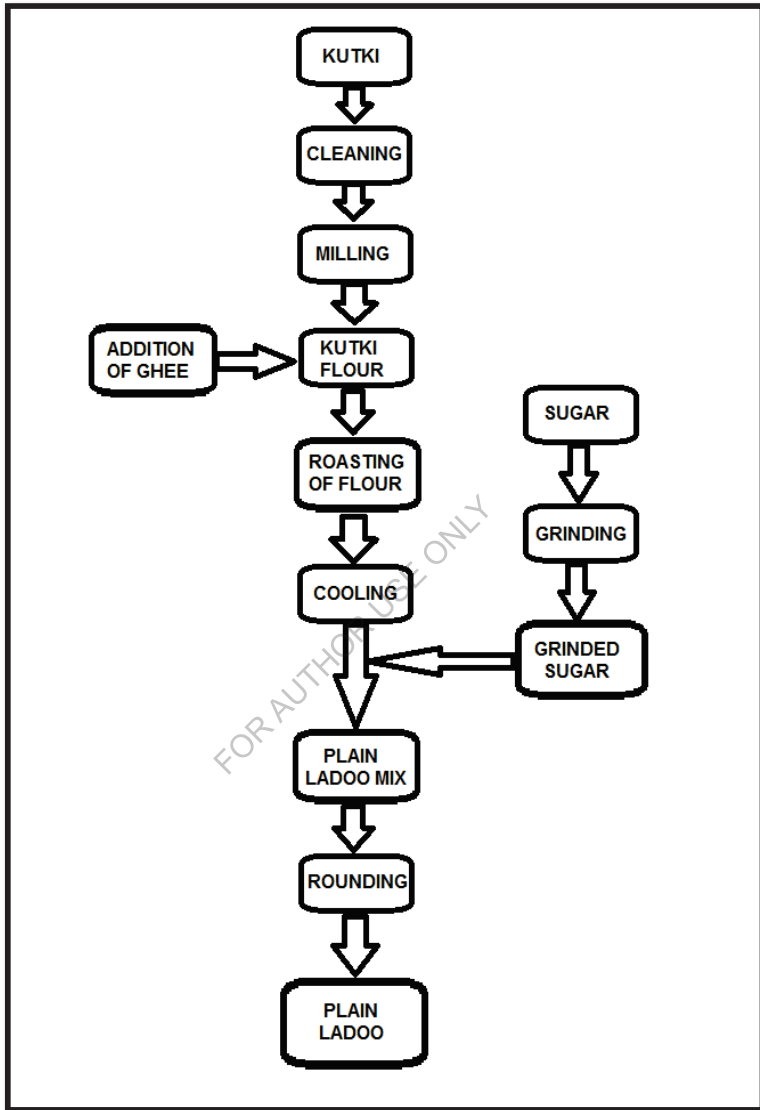 KUTKI
CLEANING
MILLING
ADDITION
OF GHEE
KUTKI
FLOUR
SUGAR
ROASTING
OF FLOUR
GRINDING
COOLING
GRINDED
SUGAR
FOR AUTHOR USE ONLY
PLAIN
LADOO MIX
ROUNDING
PLAIN
LADOO